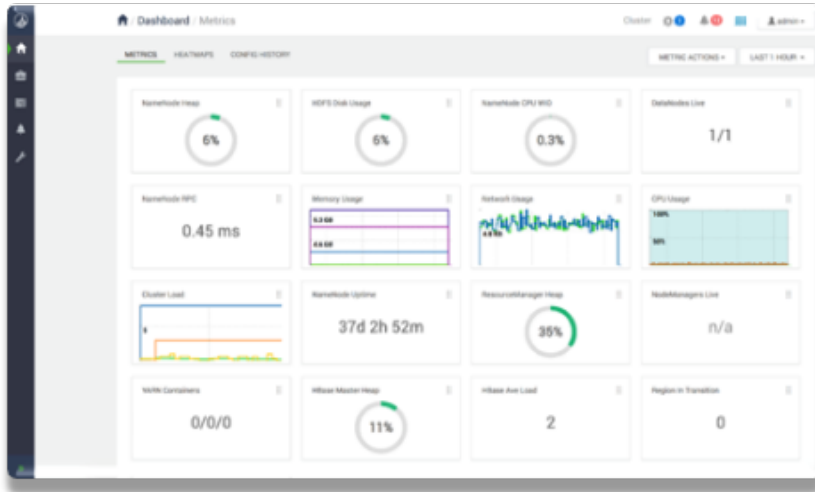 / Dashboard / Metrics
Cluster
admin
METRICS HEATMAPS CONFIG HISTORY
METRIC ACTIONS
LAST 1 HOUR
NameNode Heap
6%
HDFS Disk Usage
6%
NameNode CPU WIO
0.3%
DataNodes Live
1/1
NameNode RPC
0.45 ms
Memory Usage
Network Usage
CPU Usage
100%
50%
Cluster Load
NameNode Uptime
37d 2h 52m
ResourceManager Heap
35%
NodeManagers Live
n/a
YARN Containers
0/0/0
HBase Master Heap
11%
HBase Ave Load
2
Region In Transition
0